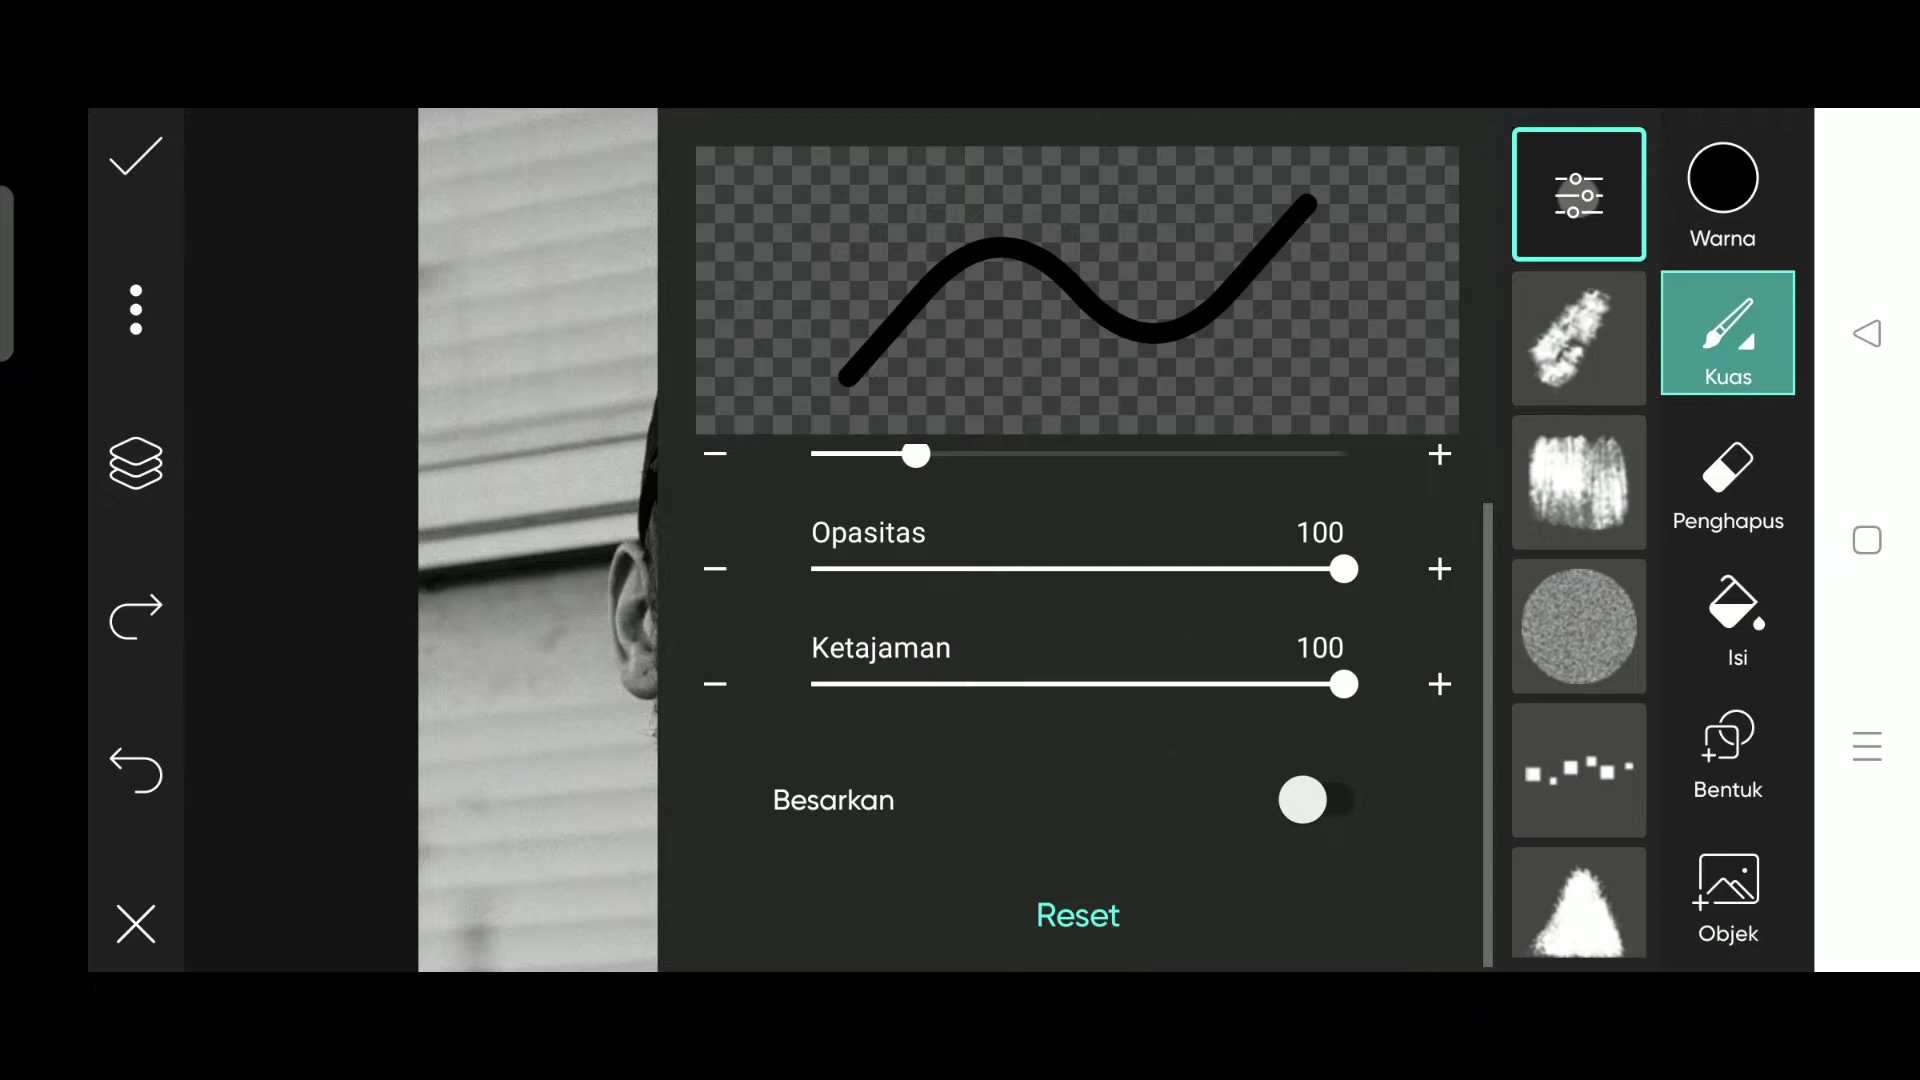 Warna
Kuas
Opasitas 100
Penghapus
Ketajaman 100
Isi
Besarkan
Bentuk
Reset
Objek